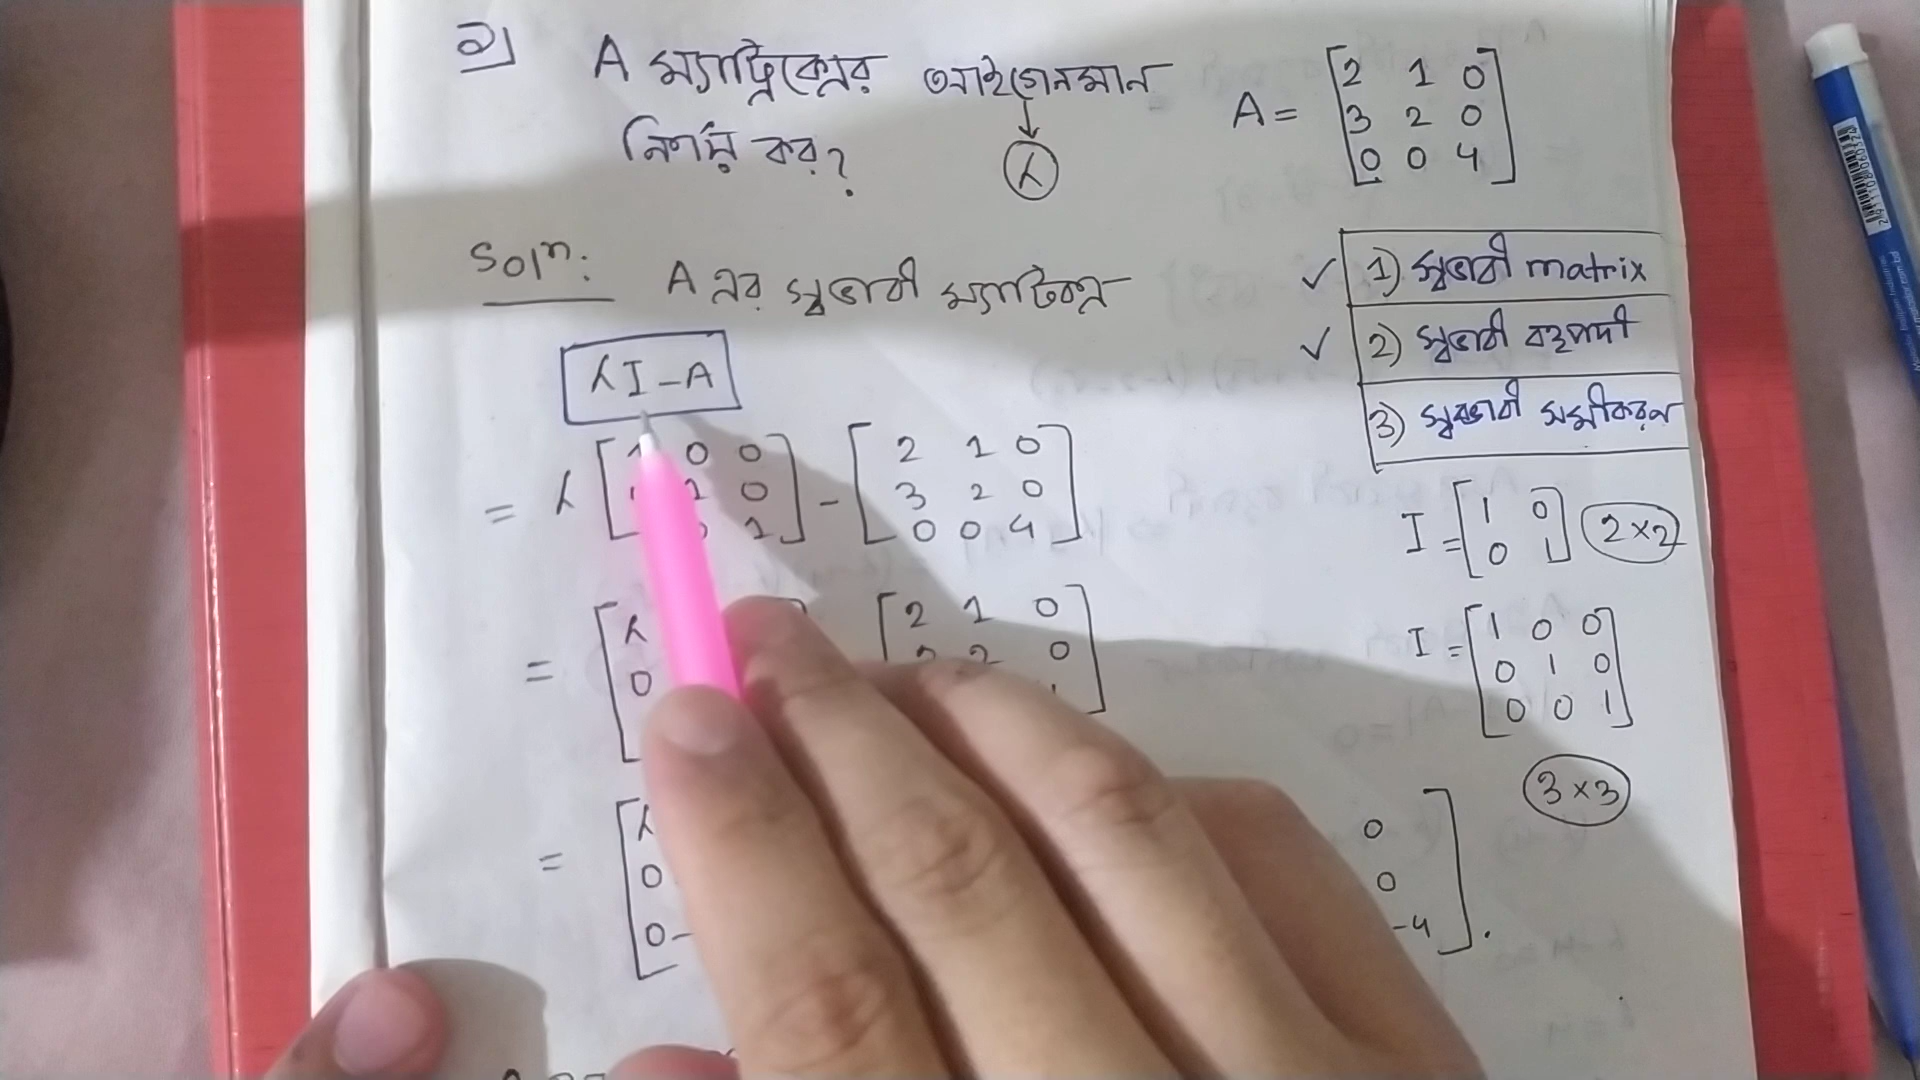 ২| A ম্যাট্রিক্সের আইগেনমান
নির্ণয় কর?
λ
A = [2 1 0
3 2 0
0 0 4]
Solⁿ: A এর স্বভাবী ম্যাট্রিক্স
λI-A
= λ [1 0 0
1 0
1] - [2 1 0
3 2 0
0 0 4]
= [λ
0
[2 1 0
2 0
= [λ
0
0-
0
0
-4].
✓ 1) স্বভাবী matrix
✓ 2) স্বভাবী বহুপদী
3) স্বভাবী সমীকরণ
I = [1 0
0 1] 2×2
I = [1 0 0
0 1 0
0 0 1]
3×3